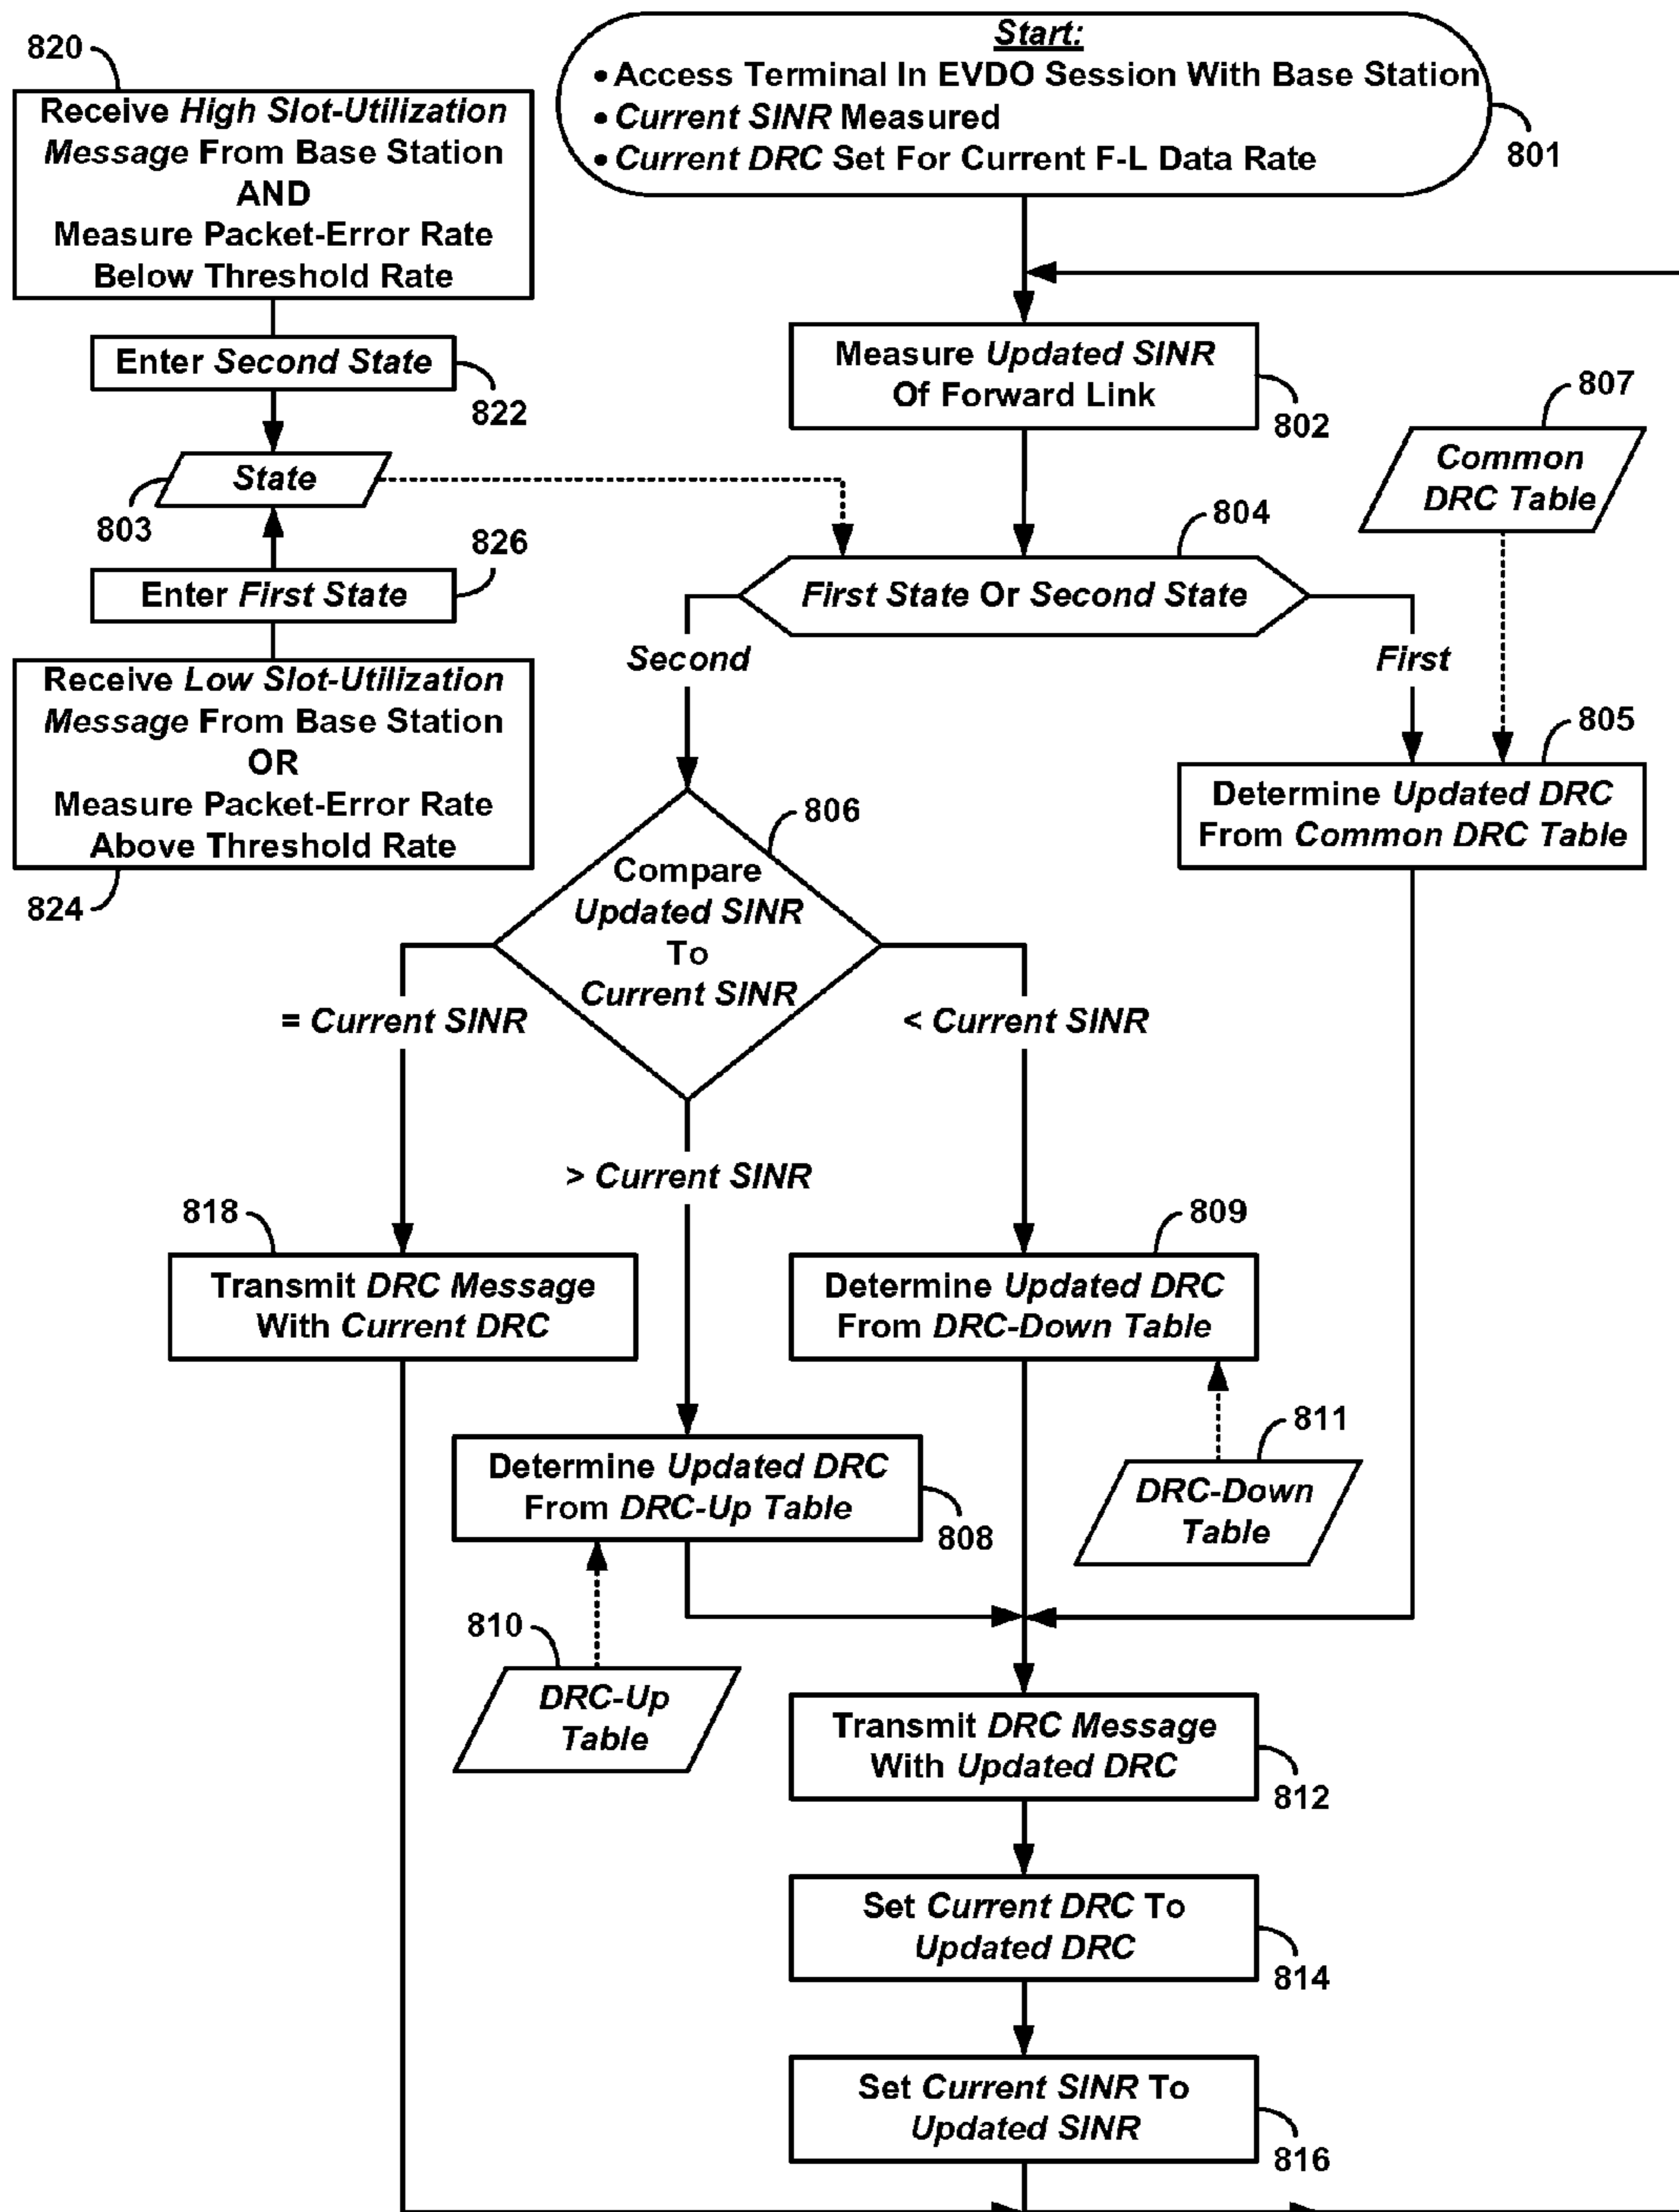 820
Receive High Slot-Utilization
Message From Base Station
AND
Measure Packet-Error Rate
Below Threshold Rate
Enter Second State
822
State
803
826
Enter First State
Receive Low Slot-Utilization
Message From Base Station
OR
Measure Packet-Error Rate
Above Threshold Rate
824
Start:
• Access Terminal In EVDO Session With Base Station
• Current SINR Measured
• Current DRC Set For Current F-L Data Rate
801
Measure Updated SINR
Of Forward Link
802
807
Common
DRC Table
804
First State Or Second State
Second
First
805
Determine Updated DRC
From Common DRC Table
806
Compare
Updated SINR
To
Current SINR
= Current SINR
< Current SINR
> Current SINR
818
Transmit DRC Message
With Current DRC
809
Determine Updated DRC
From DRC-Down Table
811
DRC-Down
Table
Determine Updated DRC
From DRC-Up Table
808
810
DRC-Up
Table
Transmit DRC Message
With Updated DRC
812
Set Current DRC To
Updated DRC
814
Set Current SINR To
Updated SINR
816